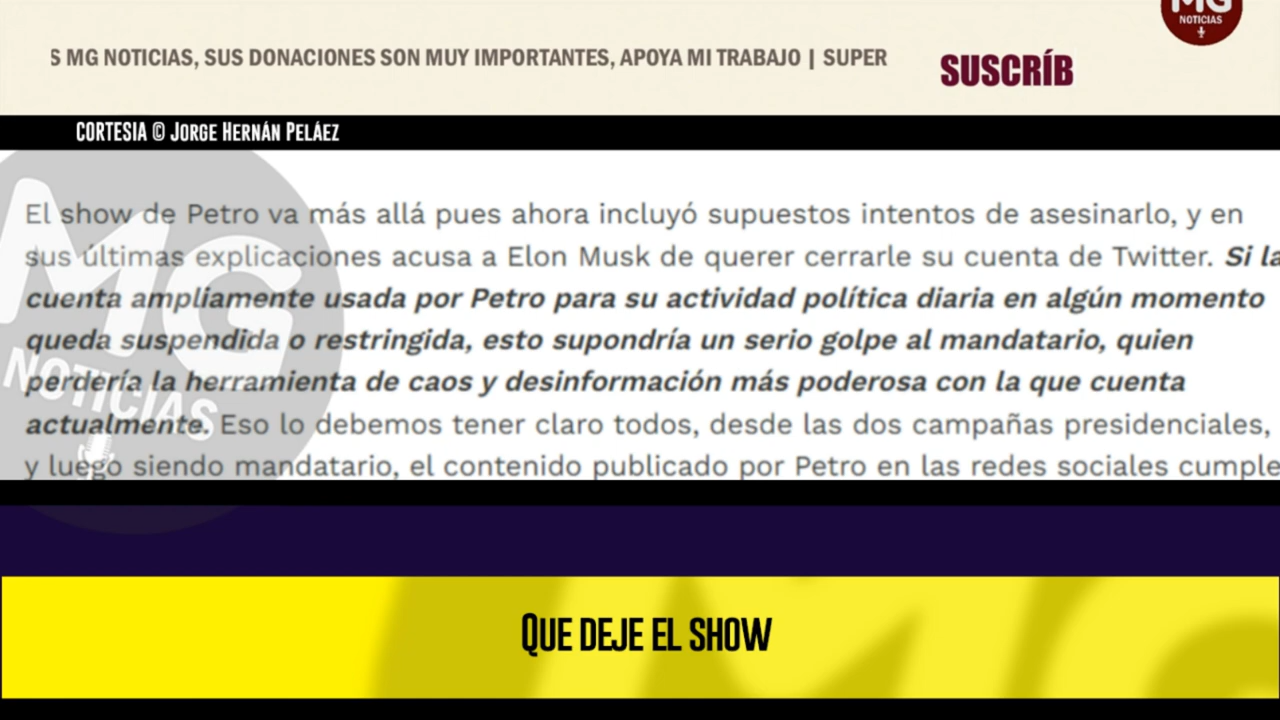 MG
NOTICIAS
S MG NOTICIAS, SUS DONACIONES SON MUY IMPORTANTES, APOYA MI TRABAJO | SUPER
SUSCRÍB
CORTESIA © JORGE HERNÁN PELÁEZ
El show de Petro va más allá pues ahora incluyó supuestos intentos de asesinarlo, y en
sus últimas explicaciones acusa a Elon Musk de querer cerrarle su cuenta de Twitter. Si la
cuenta ampliamente usada por Petro para su actividad política diaria en algún momento
queda suspendida o restringida, esto supondría un serio golpe al mandatario, quien
perdería la herramienta de caos y desinformación más poderosa con la que cuenta
actualmente. Eso lo debemos tener claro todos, desde las dos campañas presidenciales,
y luego siendo mandatario, el contenido publicado por Petro en las redes sociales cumple
MG
NOTICIAS
QUE DEJE EL SHOW